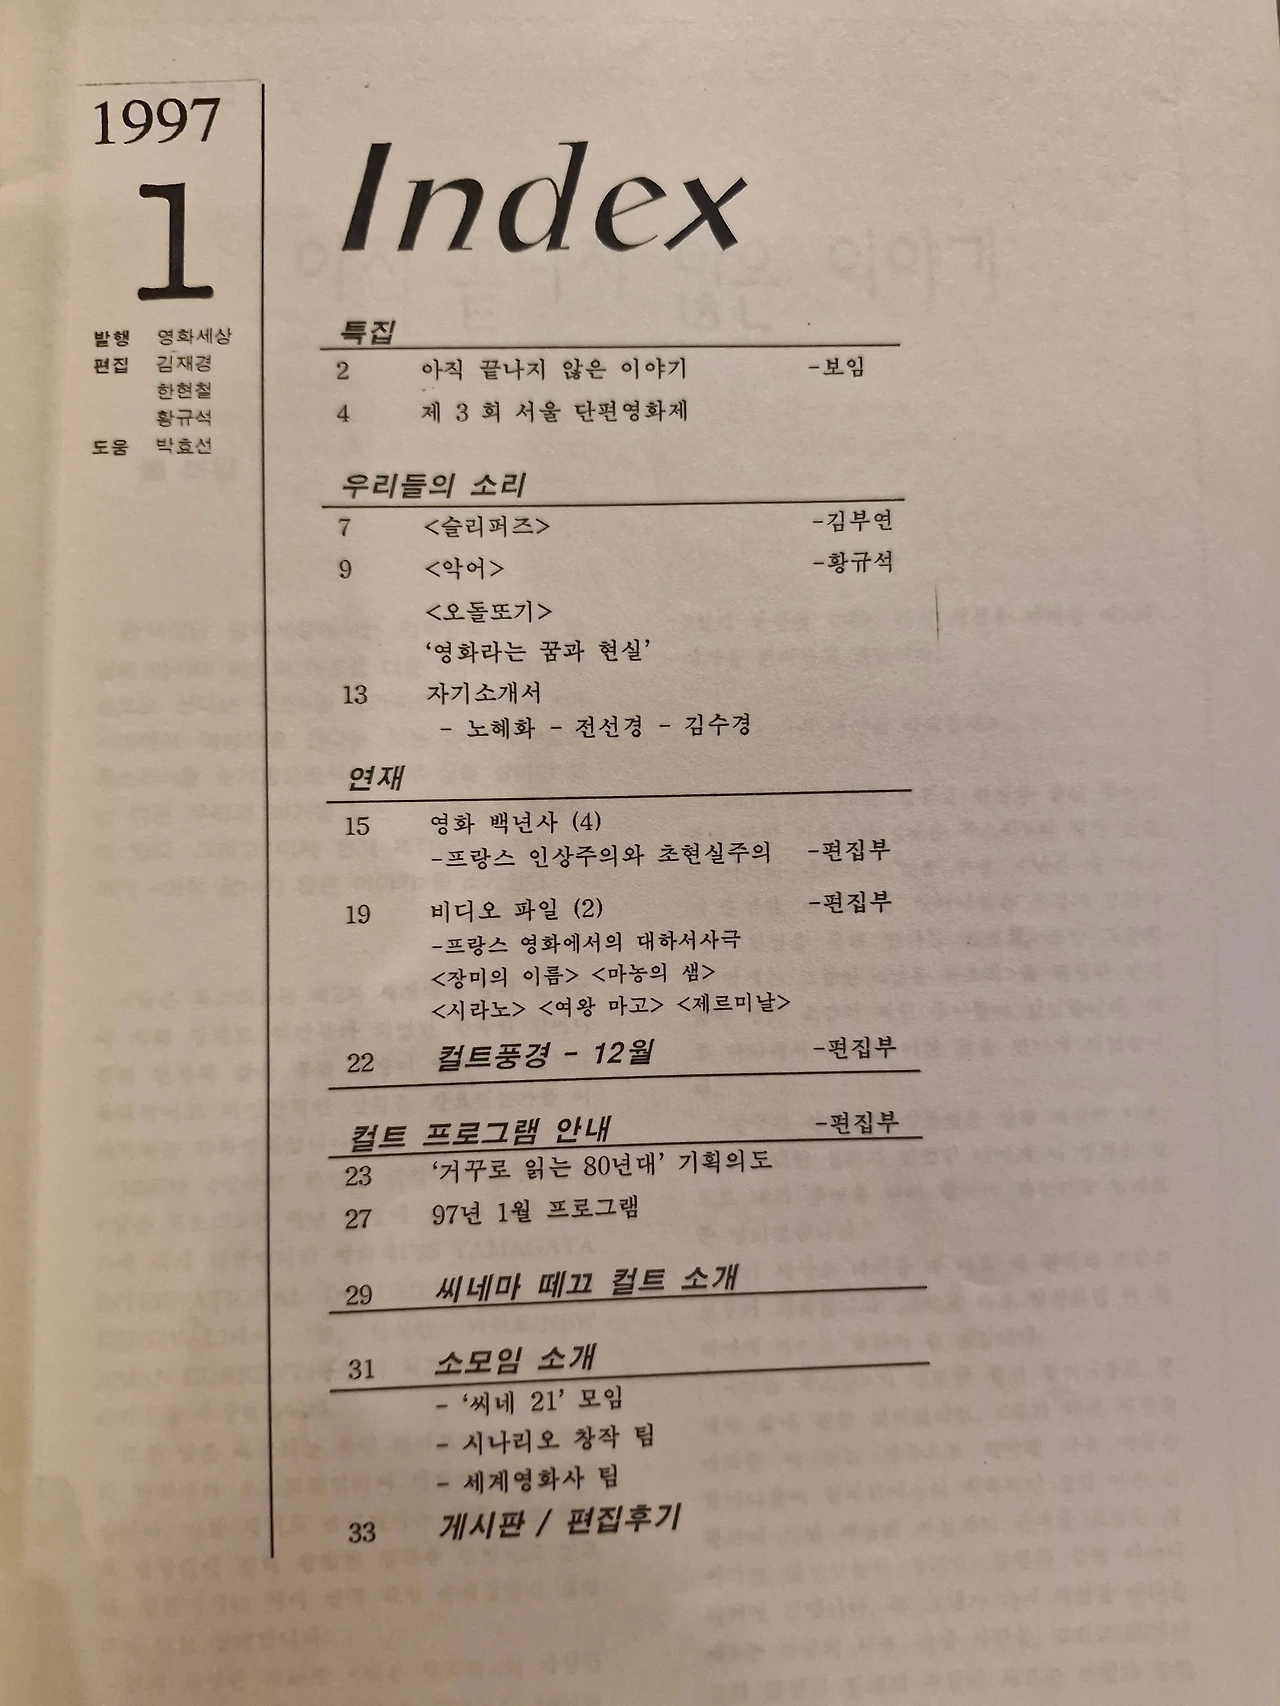 1997
1
발행 영화세상
편집 김재경
한현철
황규석
도움 박효선
Index
특집
2 아직 끝나지 않은 이야기 -보임
4 제 3 회 서울 단편영화제
우리들의 소리
7 <슬리퍼즈> -김부연
9 <악어> -황규석
<오돌또기>
‘영화라는 꿈과 현실’
13 자기소개서
- 노혜화 - 전선경 - 김수경
연재
15 영화 백년사 (4)
-프랑스 인상주의와 초현실주의 -편집부
19 비디오 파일 (2) -편집부
-프랑스 영화에서의 대하서사극
<장미의 이름> <마농의 샘>
<시라노> <여왕 마고> <제르미날>
22 컬트풍경 - 12월 -편집부
컬트 프로그램 안내 -편집부
23 ‘거꾸로 읽는 80년대’ 기획의도
27 97년 1월 프로그램
29 씨네마 떼끄 컬트 소개
31 소모임 소개
- ‘씨네 21’ 모임
- 시나리오 창작 팀
- 세계영화사 팀
33 게시판 / 편집후기